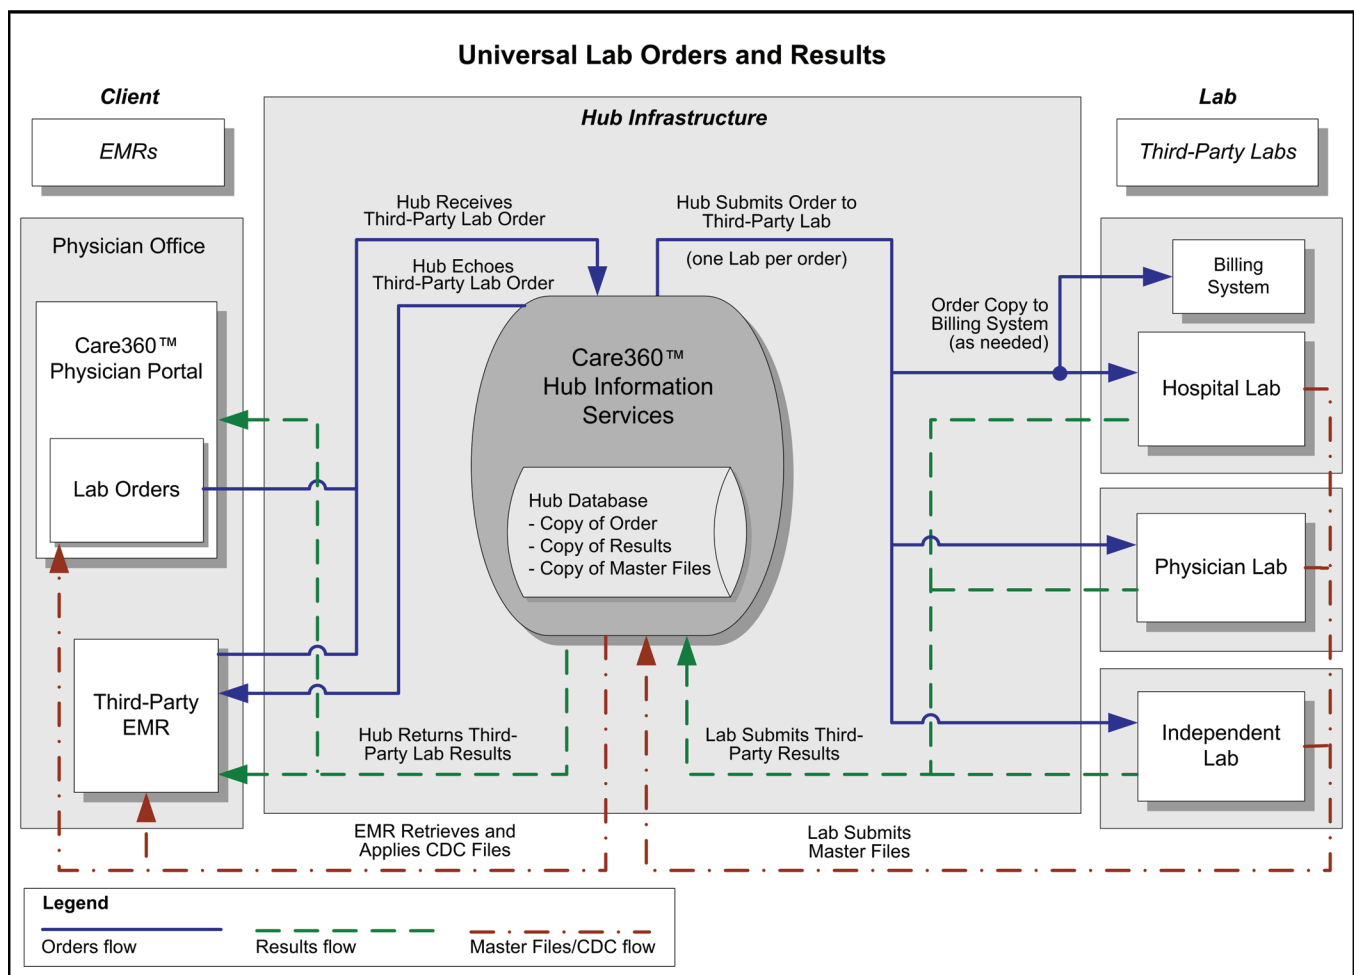 Universal Lab Orders and Results
Client
EMRs
Hub Infrastructure
Lab
Third-Party Labs
Physician Office
Care360™
Physician Portal
Lab Orders
Third-Party
EMR
Hub Receives
Third-Party Lab Order
Hub Echoes
Third-Party Lab Order
Hub Submits Order to
Third-Party Lab
(one Lab per order)
Order Copy to
Billing System
(as needed)
Care360™
Hub Information
Services
Hub Database
- Copy of Order
- Copy of Results
- Copy of Master Files
Billing
System
Hospital Lab
Physician Lab
Independent
Lab
Hub Returns Third-
Party Lab Results
Lab Submits Third-
Party Results
EMR Retrieves and
Applies CDC Files
Lab Submits
Master Files
Legend
Orders flow
Results flow
Master Files/CDC flow